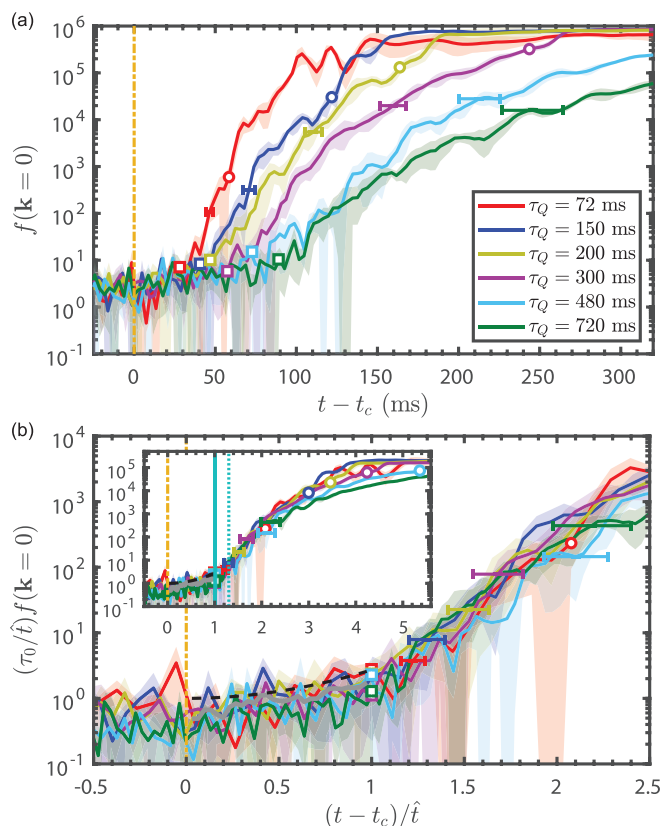 (a)
10^6
10^5
10^4
10^3
10^2
10^1
10^0
10^-1
f(k = 0)
τ_Q = 72 ms
τ_Q = 150 ms
τ_Q = 200 ms
τ_Q = 300 ms
τ_Q = 480 ms
τ_Q = 720 ms
0 50 100 150 200 250 300
t − t_c (ms)
(b)
10^4
10^3
10^2
10^1
10^0
10^-1
(τ_0/t̂) f(k = 0)
10^5
10^4
10^3
10^2
10^1
10^0
10^-1
0 1 2 3 4 5
-0.5 0 0.5 1 1.5 2 2.5
(t − t_c)/t̂